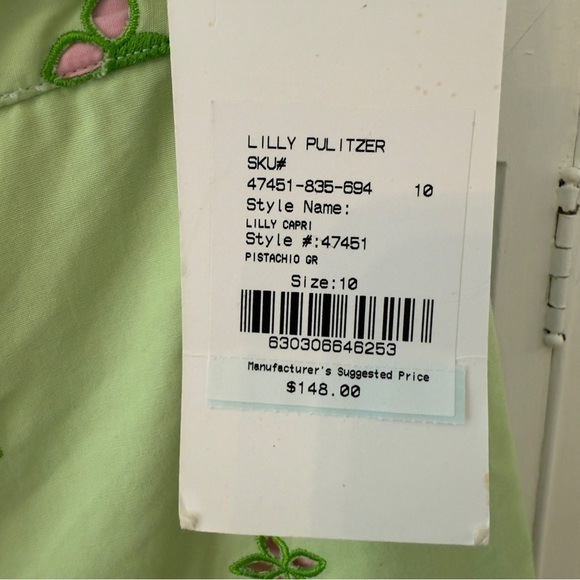 LILLY PULITZER
SKU#
47451-835-694 10
Style Name:
LILLY CAPRI
Style #:47451
PISTACHIO GR
Size:10
630306646253
Manufacturer's Suggested Price
$148.00